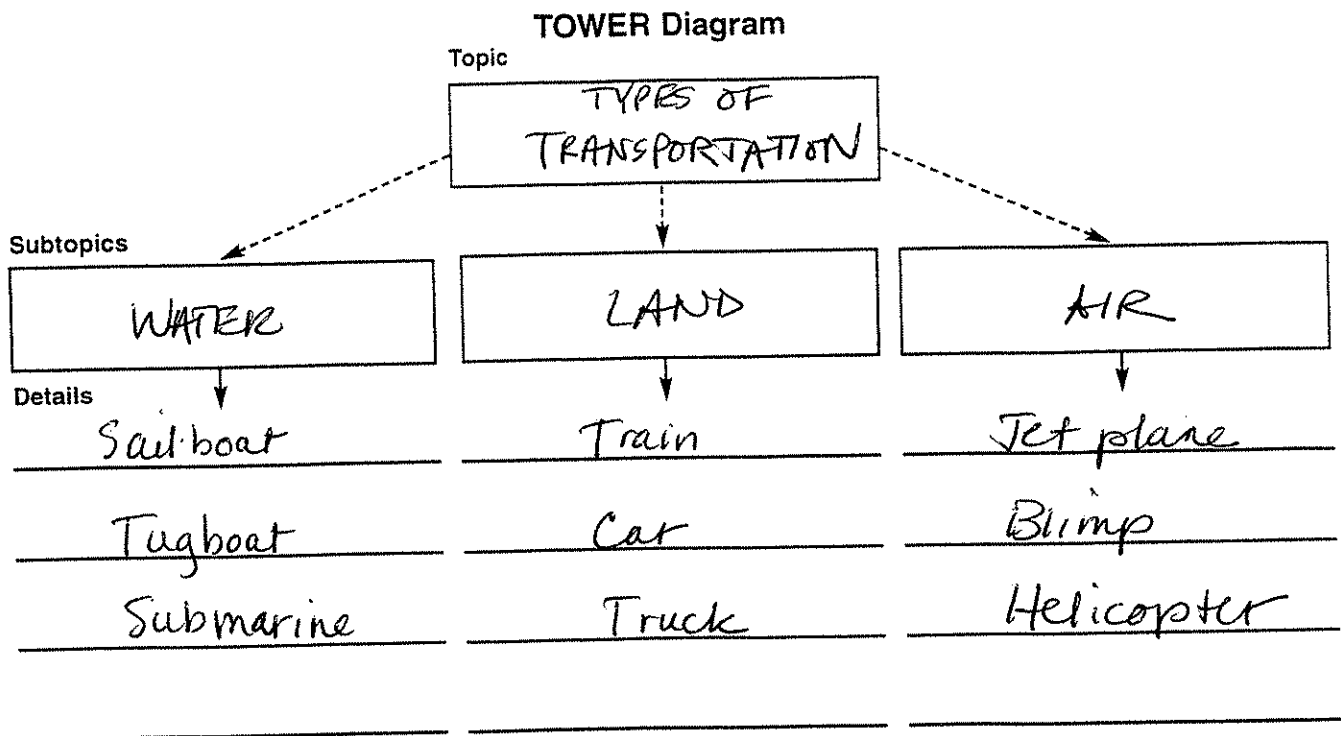 TOWER Diagram
Topic
TYPES OF
TRANSPORTATION
Subtopics
WATER
LAND
AIR
Details
Sailboat
Train
Jet plane
Tugboat
Car
Blimp
Submarine
Truck
Helicopter